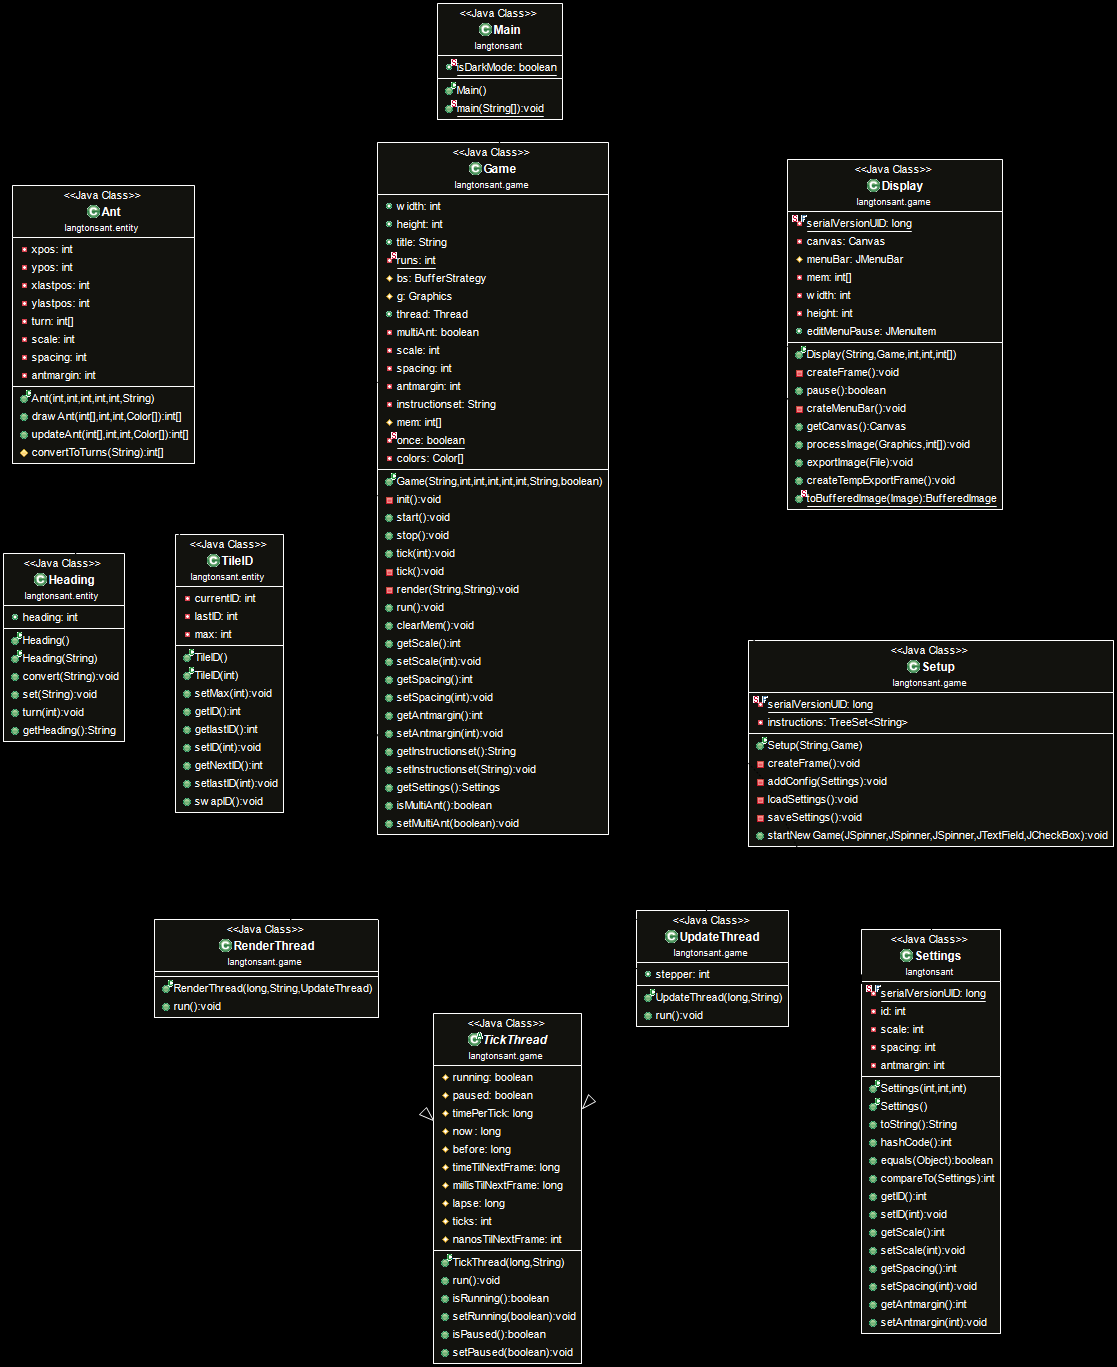 <<Java Class>>
Main
langtonsant
isDarkMode: boolean
Main()
main(String[]):void
<<Java Class>>
Game
langtonsant.game
width: int
height: int
title: String
runs: int
bs: BufferStrategy
g: Graphics
thread: Thread
multiAnt: boolean
scale: int
spacing: int
antmargin: int
instructionset: String
mem: int[]
once: boolean
colors: Color[]
Game(String,int,int,int,int,int,String,boolean)
init():void
start():void
stop():void
tick(int):void
tick():void
render(String,String):void
run():void
clearMem():void
getScale():int
setScale(int):void
getSpacing():int
setSpacing(int):void
getAntmargin():int
setAntmargin(int):void
getInstructionset():String
setInstructionset(String):void
getSettings():Settings
isMultiAnt():boolean
setMultiAnt(boolean):void
<<Java Class>>
Display
langtonsant.game
serialVersionUID: long
canvas: Canvas
menuBar: JMenuBar
mem: int[]
width: int
height: int
editMenuPause: JMenuItem
Display(String,Game,int,int,int[])
createFrame():void
pause():boolean
crateMenuBar():void
getCanvas():Canvas
processImage(Graphics,int[]):void
exportImage(File):void
createTempExportFrame():void
toBufferedImage(Image):BufferedImage
<<Java Class>>
Ant
langtonsant.entity
xpos: int
ypos: int
xlastpos: int
ylastpos: int
turn: int[]
scale: int
spacing: int
antmargin: int
Ant(int,int,int,int,int,String)
drawAnt(int[],int,int,Color[]):int[]
updateAnt(int[],int,int,Color[]):int[]
convertToTurns(String):int[]
<<Java Class>>
Heading
langtonsant.entity
heading: int
Heading()
Heading(String)
convert(String):void
set(String):void
turn(int):void
getHeading():String
<<Java Class>>
TileID
langtonsant.entity
currentID: int
lastID: int
max: int
TileID()
TileID(int)
setMax(int):void
getID():int
getlastID():int
setID(int):void
getNextID():int
setlastID(int):void
swapID():void
<<Java Class>>
Setup
langtonsant.game
serialVersionUID: long
instructions: TreeSet<String>
Setup(String,Game)
createFrame():void
addConfig(Settings):void
loadSettings():void
saveSettings():void
startNewGame(JSpinner,JSpinner,JSpinner,JTextField,JCheckBox):void
<<Java Class>>
RenderThread
langtonsant.game
RenderThread(long,String,UpdateThread)
run():void
<<Java Class>>
UpdateThread
langtonsant.game
stepper: int
UpdateThread(long,String)
run():void
<<Java Class>>
TickThread
langtonsant.game
running: boolean
paused: boolean
timePerTick: long
now: long
before: long
timeTilNextFrame: long
millisTilNextFrame: long
lapse: long
ticks: int
nanosTilNextFrame: int
TickThread(long,String)
run():void
isRunning():boolean
setRunning(boolean):void
isPaused():boolean
setPaused(boolean):void
<<Java Class>>
Settings
langtonsant
serialVersionUID: long
id: int
scale: int
spacing: int
antmargin: int
Settings(int,int,int)
Settings()
toString():String
hashCode():int
equals(Object):boolean
compareTo(Settings):int
getID():int
setID(int):void
getScale():int
setScale(int):void
getSpacing():int
setSpacing(int):void
getAntmargin():int
setAntmargin(int):void